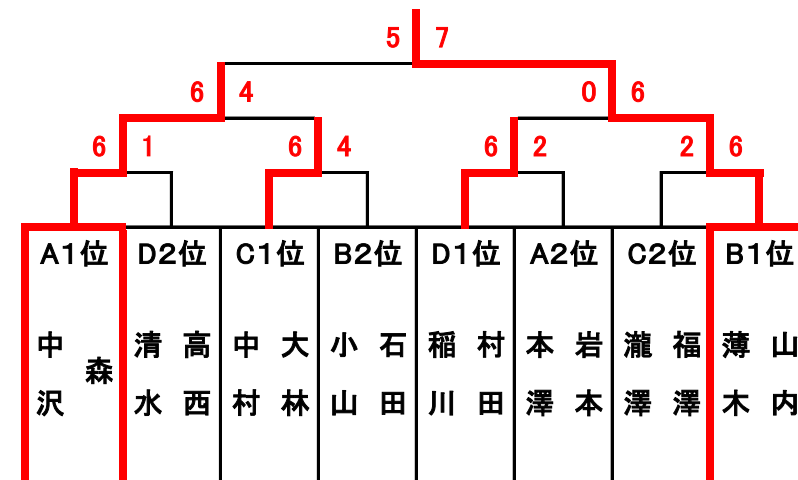 5 7
6 4 0 6
6 1 6 4 6 2 2 6
A1位 D2位 C1位 B2位 D1位 A2位 C2位 B1位
中沢 森 清水 高西 中村 大林 小山 石田 稲川 村田 本澤 岩本 瀧澤 福澤 薄木 山内